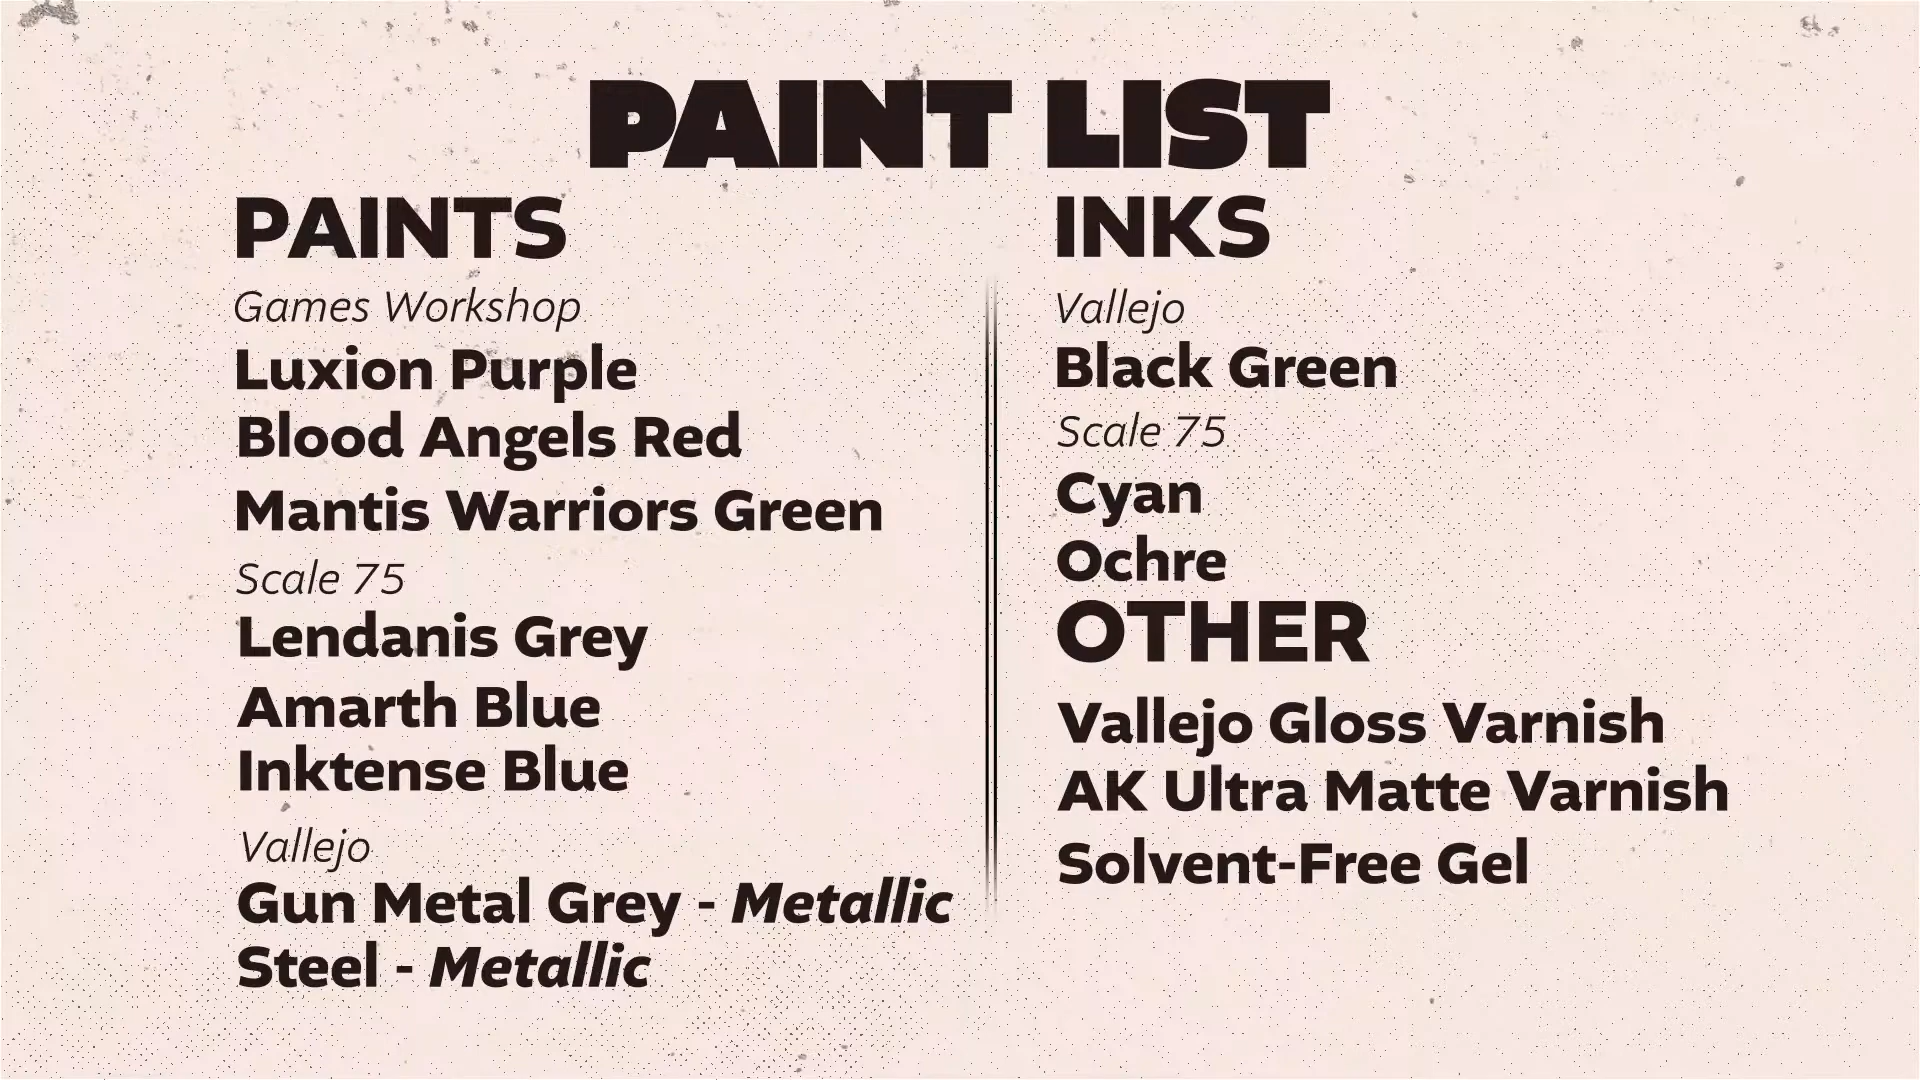 PAINT LIST
PAINTS
Games Workshop
Luxion Purple
Blood Angels Red
Mantis Warriors Green
Scale 75
Lendanis Grey
Amarth Blue
Inktense Blue
Vallejo
Gun Metal Grey - Metallic
Steel - Metallic
INKS
Vallejo
Black Green
Scale 75
Cyan
Ochre
OTHER
Vallejo Gloss Varnish
AK Ultra Matte Varnish
Solvent-Free Gel